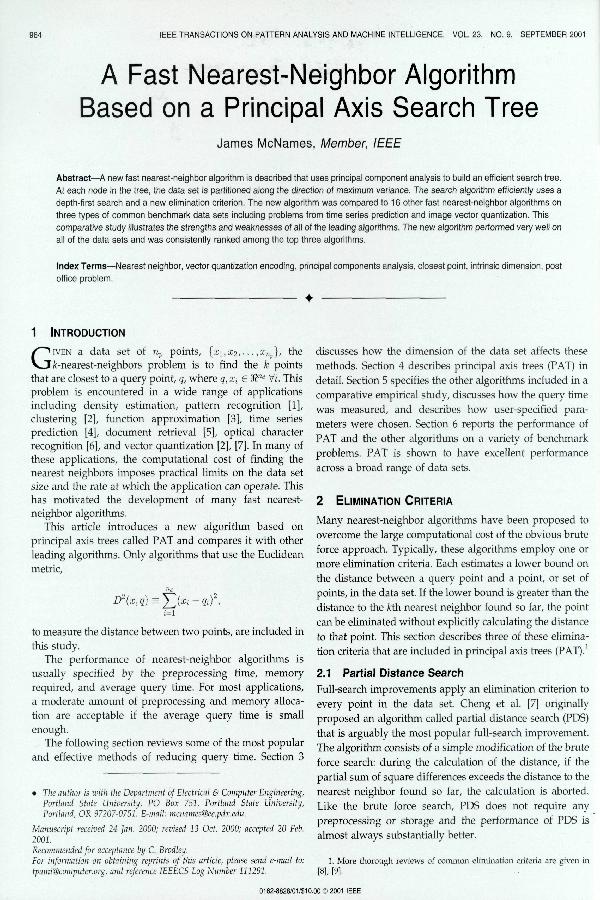 964
IEEE TRANSACTIONS ON PATTERN ANALYSIS AND MACHINE INTELLIGENCE, VOL. 23, NO. 9, SEPTEMBER 2001
A Fast Nearest-Neighbor Algorithm
Based on a Principal Axis Search Tree
James McNames, Member, IEEE
Abstract—A new fast nearest-neighbor algorithm is described that uses principal component analysis to build an efficient search tree.
At each node in the tree, the data set is partitioned along the direction of maximum variance. The search algorithm efficiently uses a
depth-first search and a new elimination criterion. The new algorithm was compared to 16 other fast nearest-neighbor algorithms on
three types of common benchmark data sets including problems from time series prediction and image vector quantization. This
comparative study illustrates the strengths and weaknesses of all of the leading algorithms. The new algorithm performed very well on
all of the data sets and was consistently ranked among the top three algorithms.
Index Terms—Nearest neighbor, vector quantization encoding, principal components analysis, closest point, intrinsic dimension, post
office problem.
1 INTRODUCTION
GIVEN a data set of n_p points, {x_1, x_2, ..., x_{n_p}}, the
k-nearest-neighbors problem is to find the k points
that are closest to a query point, q, where q, x_i ∈ ℜ^{n_d} ∀i. This
problem is encountered in a wide range of applications
including density estimation, pattern recognition [1],
clustering [2], function approximation [3], time series
prediction [4], document retrieval [5], optical character
recognition [6], and vector quantization [2], [7]. In many of
these applications, the computational cost of finding the
nearest neighbors imposes practical limits on the data set
size and the rate at which the application can operate. This
has motivated the development of many fast nearest-
neighbor algorithms.
This article introduces a new algorithm based on
principal axis trees called PAT and compares it with other
leading algorithms. Only algorithms that use the Euclidean
metric,
D²(x, q) ≡ ∑_{i=1}^{n_d} (x_i − q_i)²,
to measure the distance between two points, are included in
this study.
The performance of nearest-neighbor algorithms is
usually specified by the preprocessing time, memory
required, and average query time. For most applications,
a moderate amount of preprocessing and memory alloca-
tion are acceptable if the average query time is small
enough.
The following section reviews some of the most popular
and effective methods of reducing query time. Section 3
• The author is with the Department of Electrical & Computer Engineering,
Portland State University, PO Box 751, Portland State University,
Portland, OR 97207-0751. E-mail: mcnames@ee.pdx.edu.
Manuscript received 24 Jan. 2000; revised 13 Oct. 2000; accepted 20 Feb.
2001.
Recommended for acceptance by C. Brodley.
For information on obtaining reprints of this article, please send e-mail to:
tpami@computer.org, and reference IEEECS Log Number 111291.
discusses how the dimension of the data set affects these
methods. Section 4 describes principal axis trees (PAT) in
detail. Section 5 specifies the other algorithms included in a
comparative empirical study, discusses how the query time
was measured, and describes how user-specified para-
meters were chosen. Section 6 reports the performance of
PAT and the other algorithms on a variety of benchmark
problems. PAT is shown to have excellent performance
across a broad range of data sets.
2 ELIMINATION CRITERIA
Many nearest-neighbor algorithms have been proposed to
overcome the large computational cost of the obvious brute
force approach. Typically, these algorithms employ one or
more elimination criteria. Each estimates a lower bound on
the distance between a query point and a point, or set of
points, in the data set. If the lower bound is greater than the
distance to the kth nearest neighbor found so far, the point
can be eliminated without explicitly calculating the distance
to that point. This section describes three of these elimina-
tion criteria that are included in principal axis trees (PAT).¹
2.1 Partial Distance Search
Full-search improvements apply an elimination criterion to
every point in the data set. Cheng et al. [7] originally
proposed an algorithm called partial distance search (PDS)
that is arguably the most popular full-search improvement.
The algorithm consists of a simple modification of the brute
force search: during the calculation of the distance, if the
partial sum of square differences exceeds the distance to the
nearest neighbor found so far, the calculation is aborted.
Like the brute force search, PDS does not require any
preprocessing or storage and the performance of PDS is
almost always substantially better.
1. More thorough reviews of common elimination criteria are given in
[8], [9].
0162-8828/01/$10.00 © 2001 IEEE